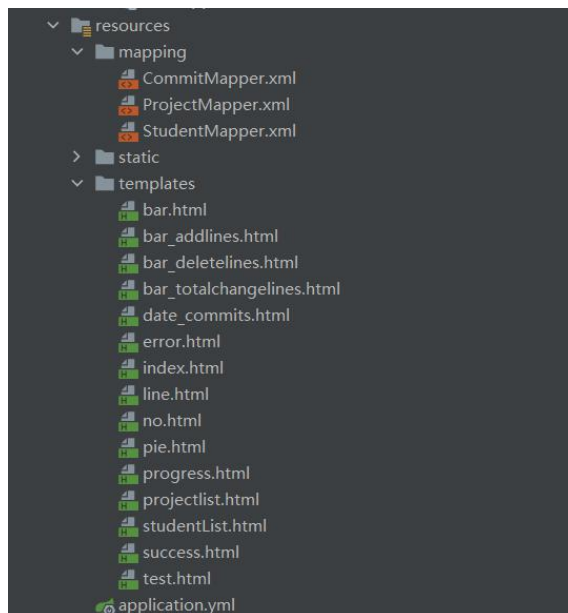 resources
mapping
CommitMapper.xml
ProjectMapper.xml
StudentMapper.xml
static
templates
bar.html
bar_addlines.html
bar_deletelines.html
bar_totalchangelines.html
date_commits.html
error.html
index.html
line.html
no.html
pie.html
progress.html
projectlist.html
studentList.html
success.html
test.html
application.yml